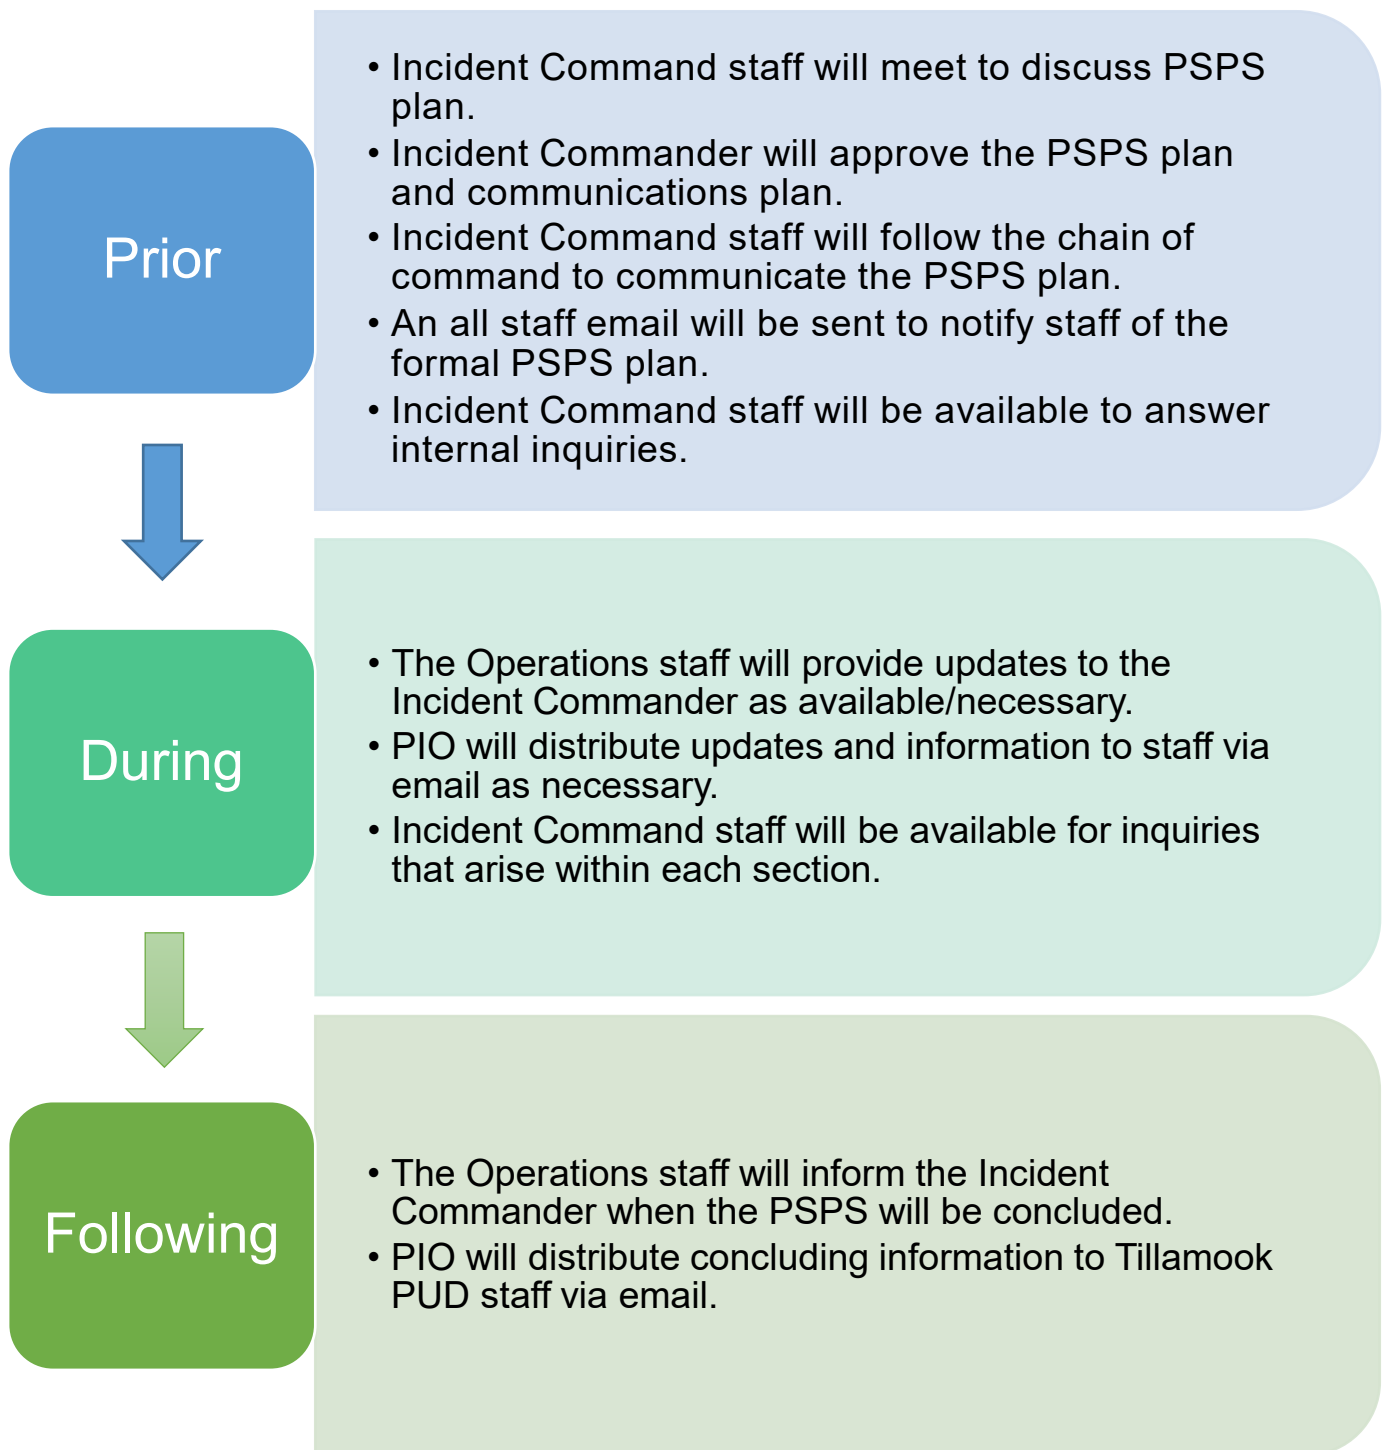 Prior
• Incident Command staff will meet to discuss PSPS
plan.
• Incident Commander will approve the PSPS plan
and communications plan.
• Incident Command staff will follow the chain of
command to communicate the PSPS plan.
• An all staff email will be sent to notify staff of the
formal PSPS plan.
• Incident Command staff will be available to answer
internal inquiries.
During
• The Operations staff will provide updates to the
Incident Commander as available/necessary.
• PIO will distribute updates and information to staff via
email as necessary.
• Incident Command staff will be available for inquiries
that arise within each section.
Following
• The Operations staff will inform the Incident
Commander when the PSPS will be concluded.
• PIO will distribute concluding information to Tillamook
PUD staff via email.